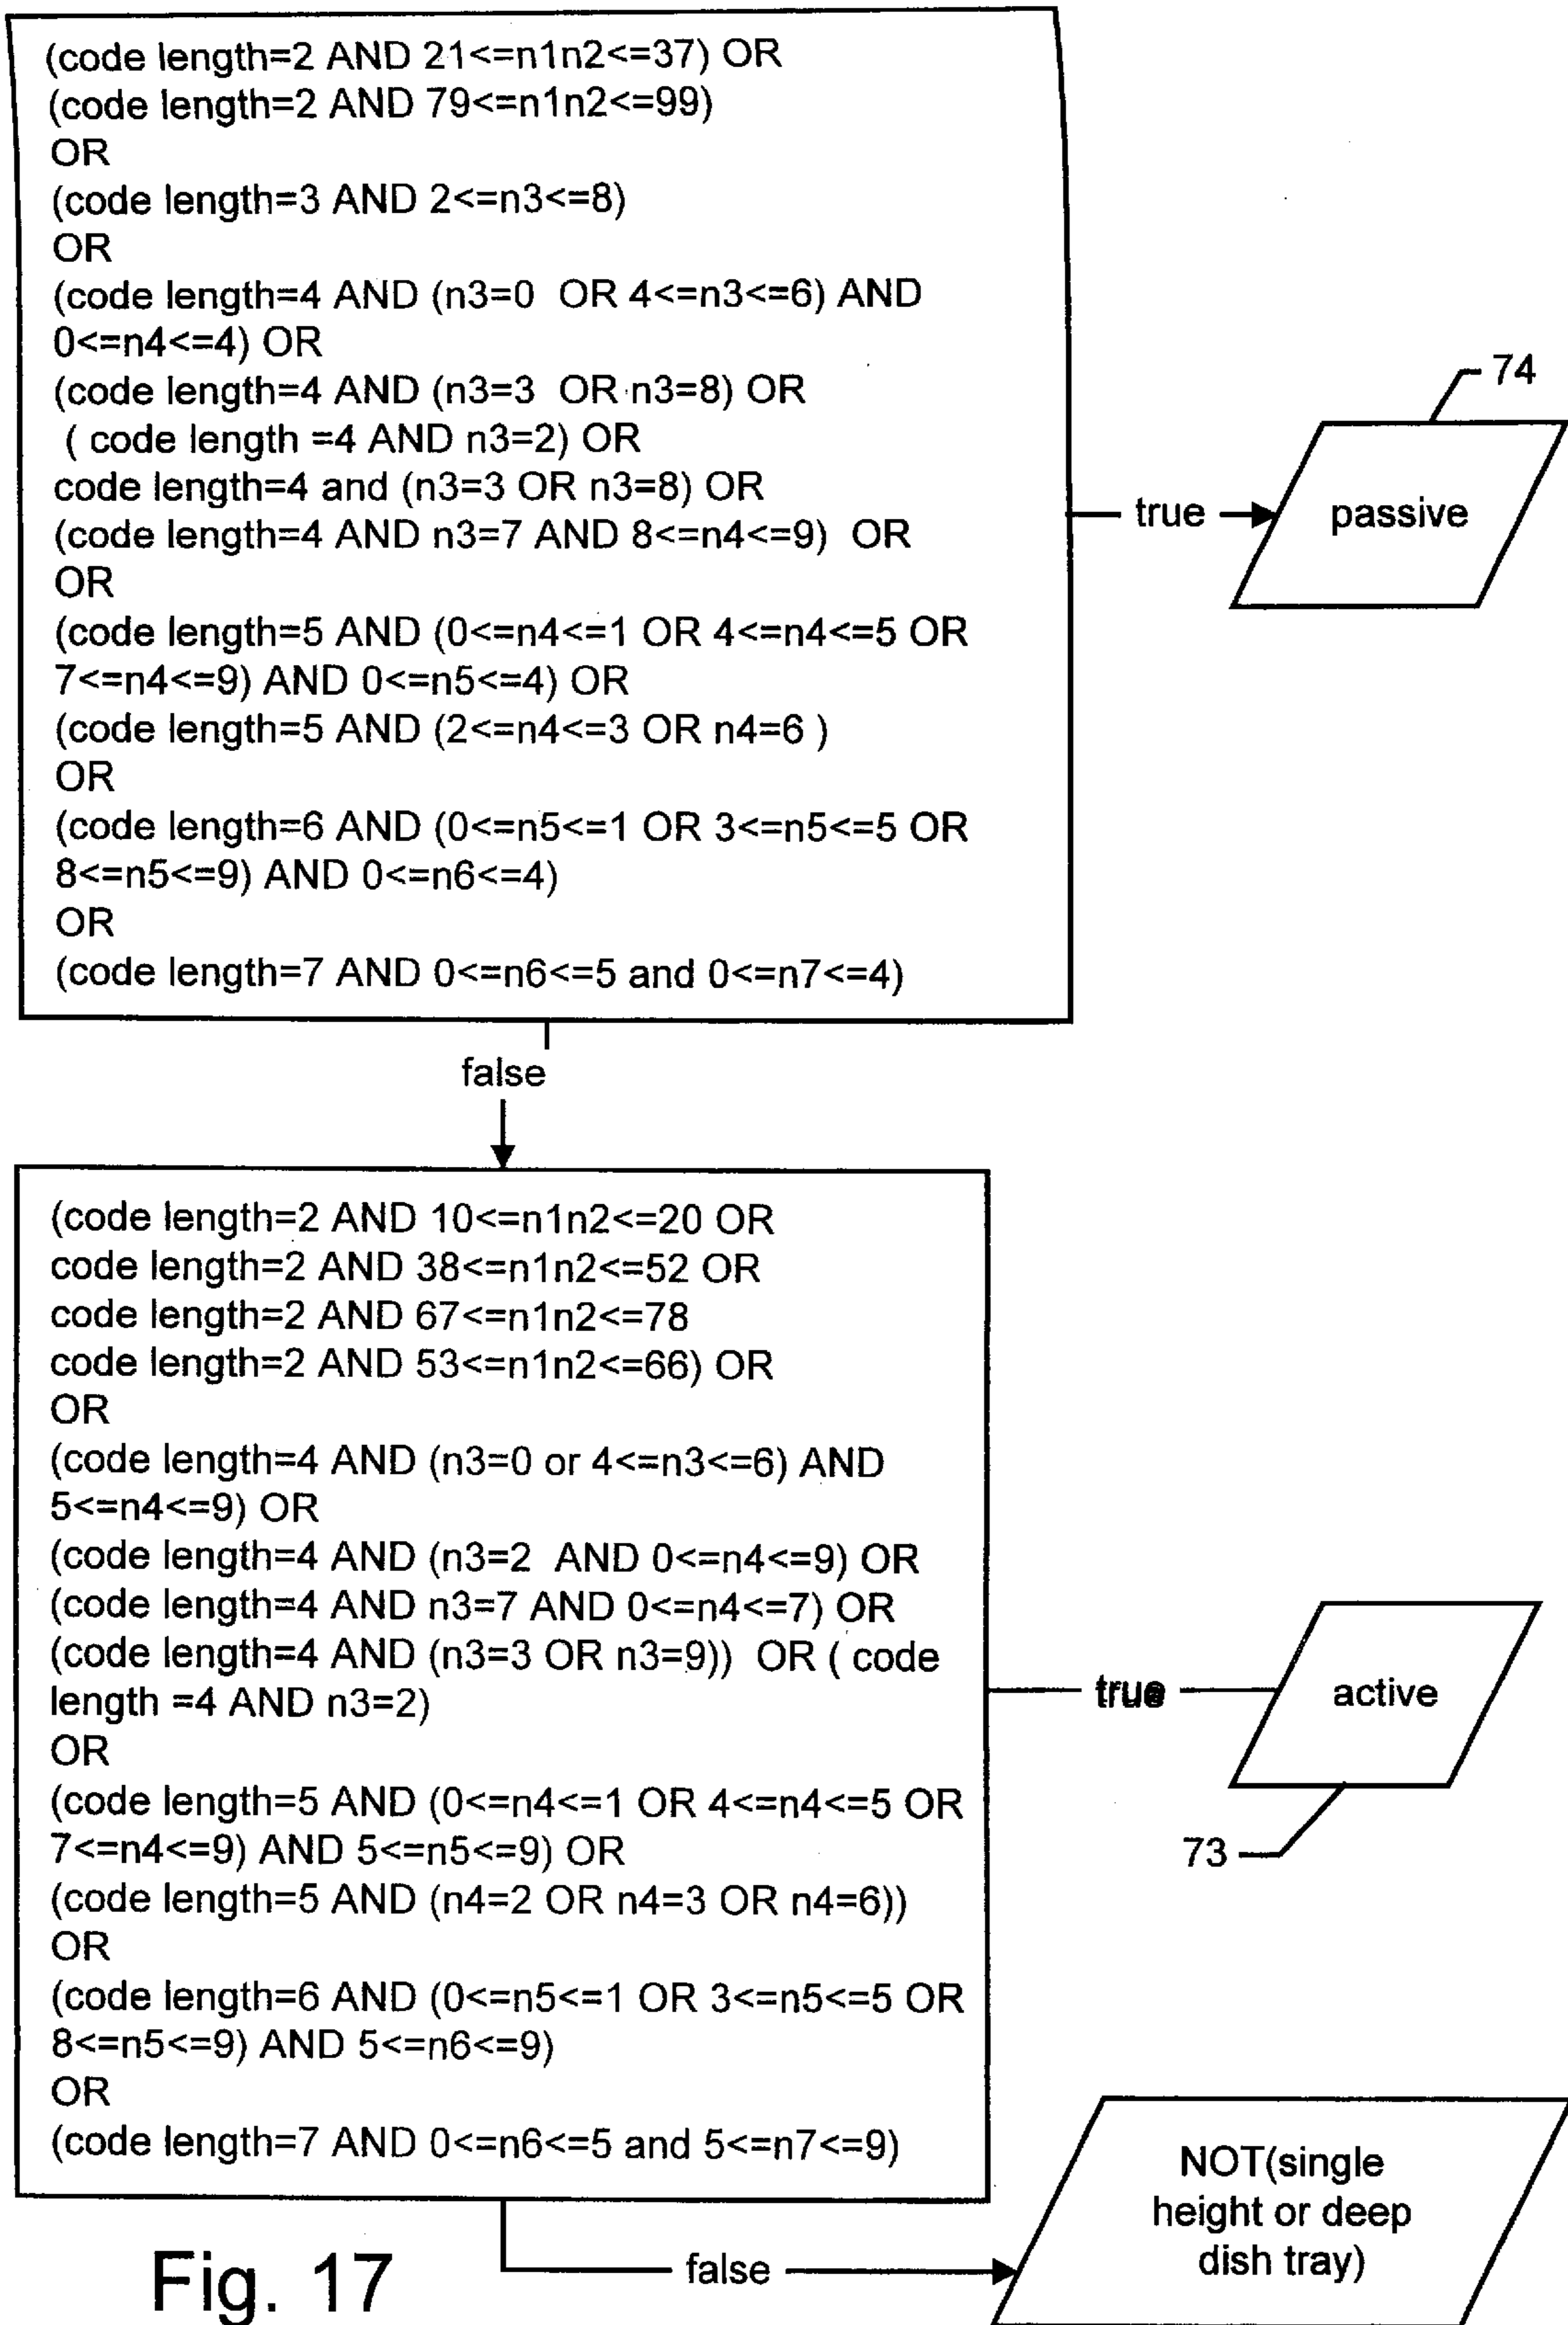 (code length=2 AND 21<=n1n2<=37) OR
(code length=2 AND 79<=n1n2<=99)
OR
(code length=3 AND 2<=n3<=8)
OR
(code length=4 AND (n3=0 OR 4<=n3<=6) AND
0<=n4<=4) OR
(code length=4 AND (n3=3 OR n3=8) OR
( code length =4 AND n3=2) OR
code length=4 and (n3=3 OR n3=8) OR
(code length=4 AND n3=7 AND 8<=n4<=9) OR
OR
(code length=5 AND (0<=n4<=1 OR 4<=n4<=5 OR
7<=n4<=9) AND 0<=n5<=4) OR
(code length=5 AND (2<=n4<=3 OR n4=6 )
OR
(code length=6 AND (0<=n5<=1 OR 3<=n5<=5 OR
8<=n5<=9) AND 0<=n6<=4)
OR
(code length=7 AND 0<=n6<=5 and 0<=n7<=4)
true
74
passive
false
(code length=2 AND 10<=n1n2<=20 OR
code length=2 AND 38<=n1n2<=52 OR
code length=2 AND 67<=n1n2<=78
code length=2 AND 53<=n1n2<=66) OR
OR
(code length=4 AND (n3=0 or 4<=n3<=6) AND
5<=n4<=9) OR
(code length=4 AND (n3=2 AND 0<=n4<=9) OR
(code length=4 AND n3=7 AND 0<=n4<=7) OR
(code length=4 AND (n3=3 OR n3=9)) OR ( code
length =4 AND n3=2)
OR
(code length=5 AND (0<=n4<=1 OR 4<=n4<=5 OR
7<=n4<=9) AND 5<=n5<=9) OR
(code length=5 AND (n4=2 OR n4=3 OR n4=6))
OR
(code length=6 AND (0<=n5<=1 OR 3<=n5<=5 OR
8<=n5<=9) AND 5<=n6<=9)
OR
(code length=7 AND 0<=n6<=5 and 5<=n7<=9)
true
active
73
false
NOT(single
height or deep
dish tray)
Fig. 17